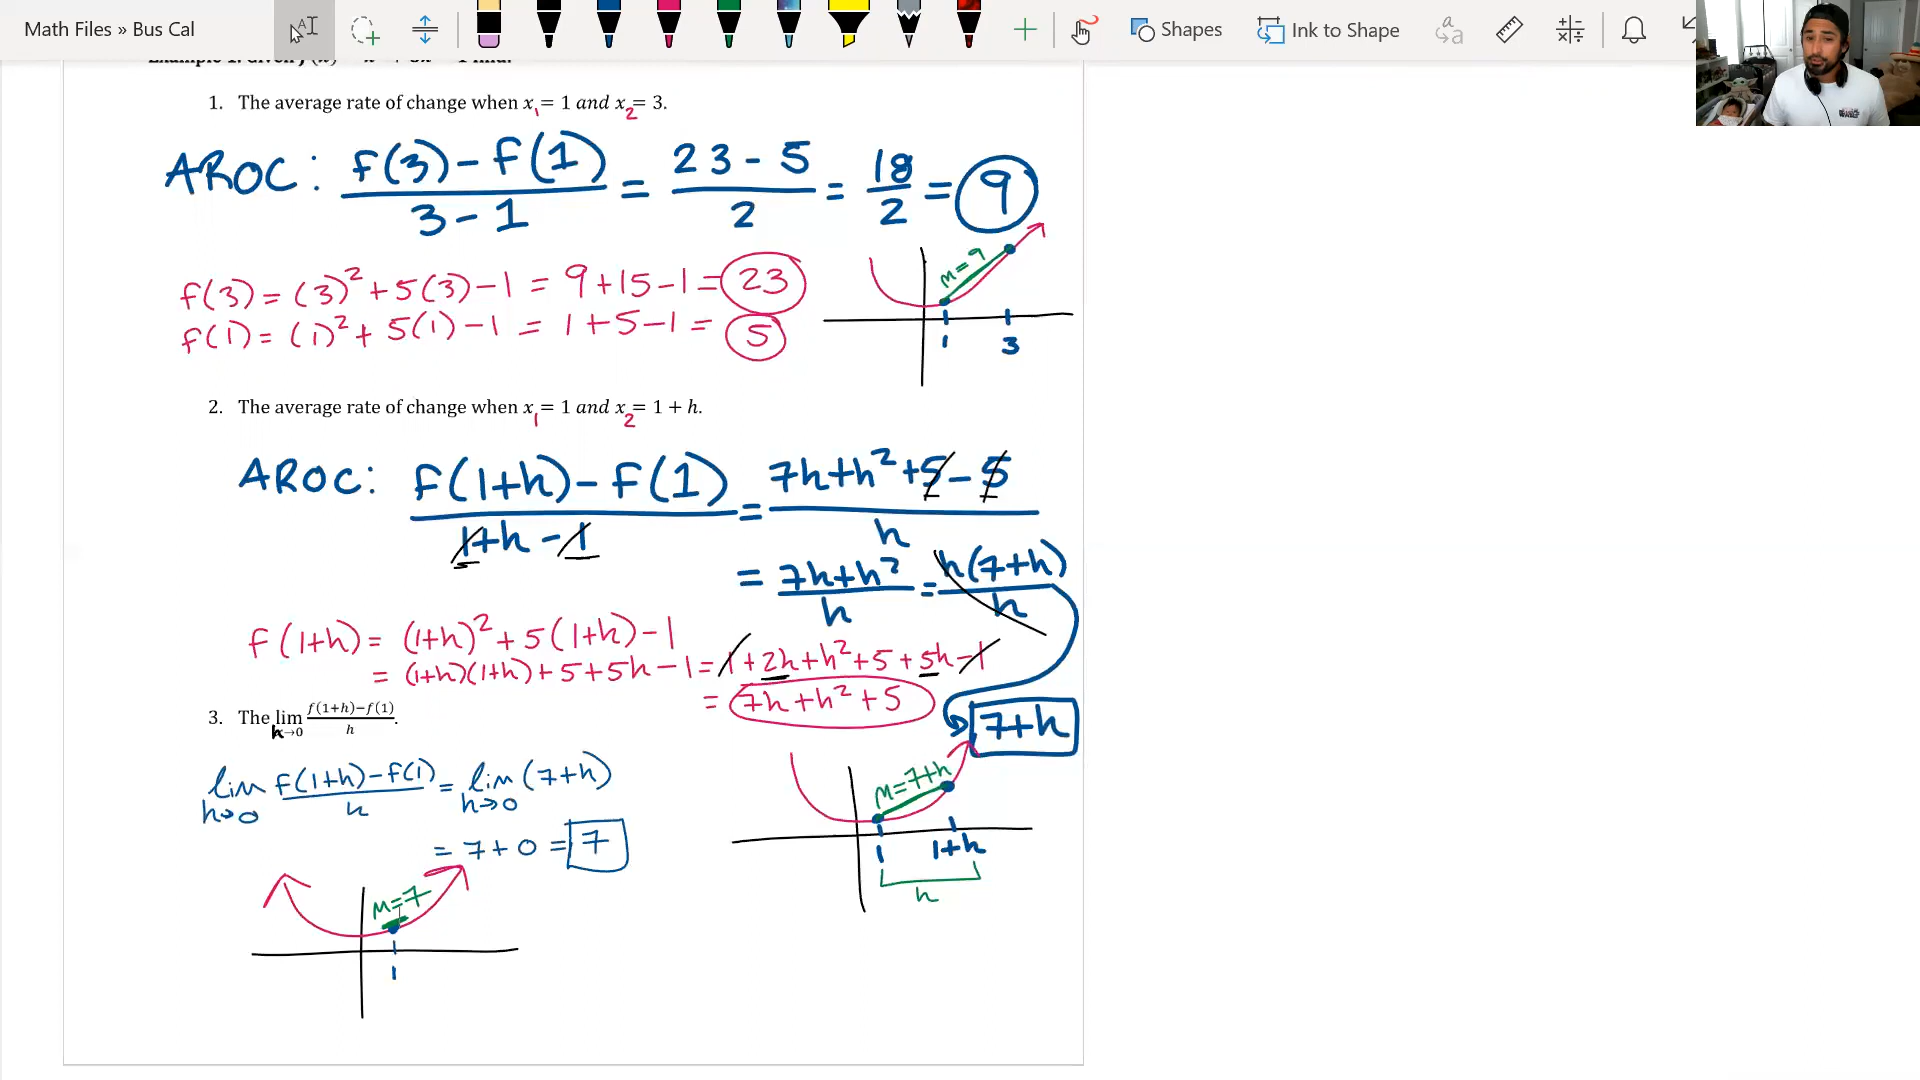 Math Files » Bus Cal
Shapes
Ink to Shape
1. The average rate of change when x₁ = 1 and x₂ = 3.
AROC: f(3) - f(1) / 3 - 1 = 23 - 5 / 2 = 18 / 2 = 9
f(3) = (3)² + 5(3) - 1 = 9 + 15 - 1 = 23
f(1) = (1)² + 5(1) - 1 = 1 + 5 - 1 = 5
m = 9
1 3
2. The average rate of change when x₁ = 1 and x₂ = 1 + h.
AROC: f(1+h) - f(1) / 1+h - 1 = 7h + h² + 5 - 5 / h
= 7h + h² / h = h(7+h) / h
f(1+h) = (1+h)² + 5(1+h) - 1
= (1+h)(1+h) + 5 + 5h - 1 = 1 + 2h + h² + 5 + 5h - 1
= 7h + h² + 5
7+h
3. The lim h→0 f(1+h)−f(1) / h.
lim h→0 f(1+h) - f(1) / h = lim h→0 (7+h)
= 7 + 0 = 7
m = 7+h
1 1+h
h
m = 7
1